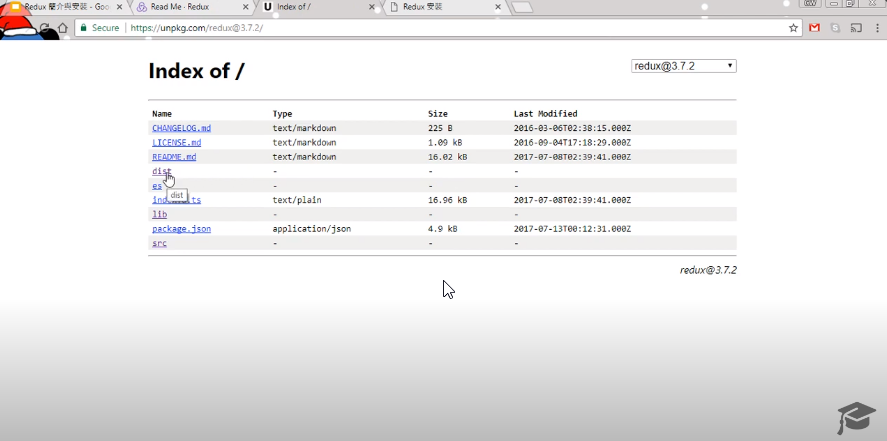 Redux 簡介與安裝 - Goo
Read Me · Redux
Index of /
Redux 安裝
Secure
https://unpkg.com/redux@3.7.2/
Index of /
redux@3.7.2
Name Type Size Last Modified
CHANGELOG.md text/markdown 225 B 2016-03-06T02:38:15.000Z
LICENSE.md text/markdown 1.09 kB 2016-09-04T17:18:29.000Z
README.md text/markdown 16.02 kB 2017-07-08T02:39:41.000Z
dist - - -
es - - -
dist
text/plain 16.96 kB 2017-07-08T02:39:41.000Z
lib - - -
package.json application/json 4.9 kB 2017-07-13T00:12:31.000Z
src - - -
redux@3.7.2